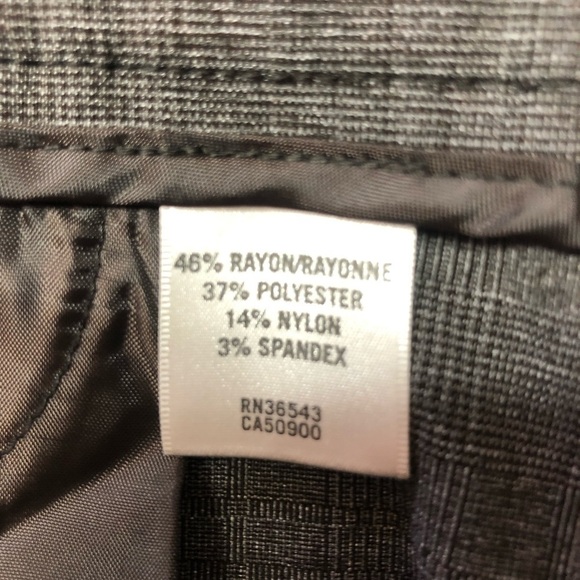 46% RAYON/RAYONNE
37% POLYESTER
14% NYLON
3% SPANDEX
RN36543
CA50900